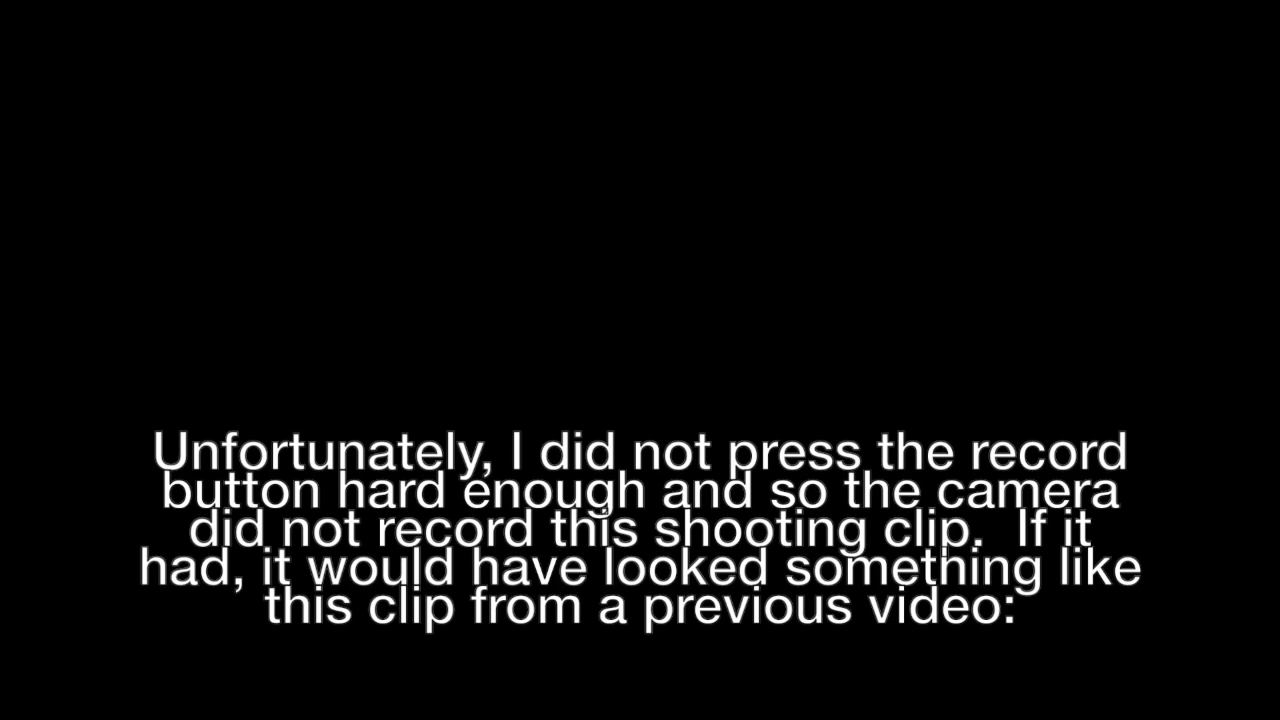 Unfortunately, I did not press the record
button hard enough and so the camera
did not record this shooting clip.  If it
had, it would have looked something like
this clip from a previous video: